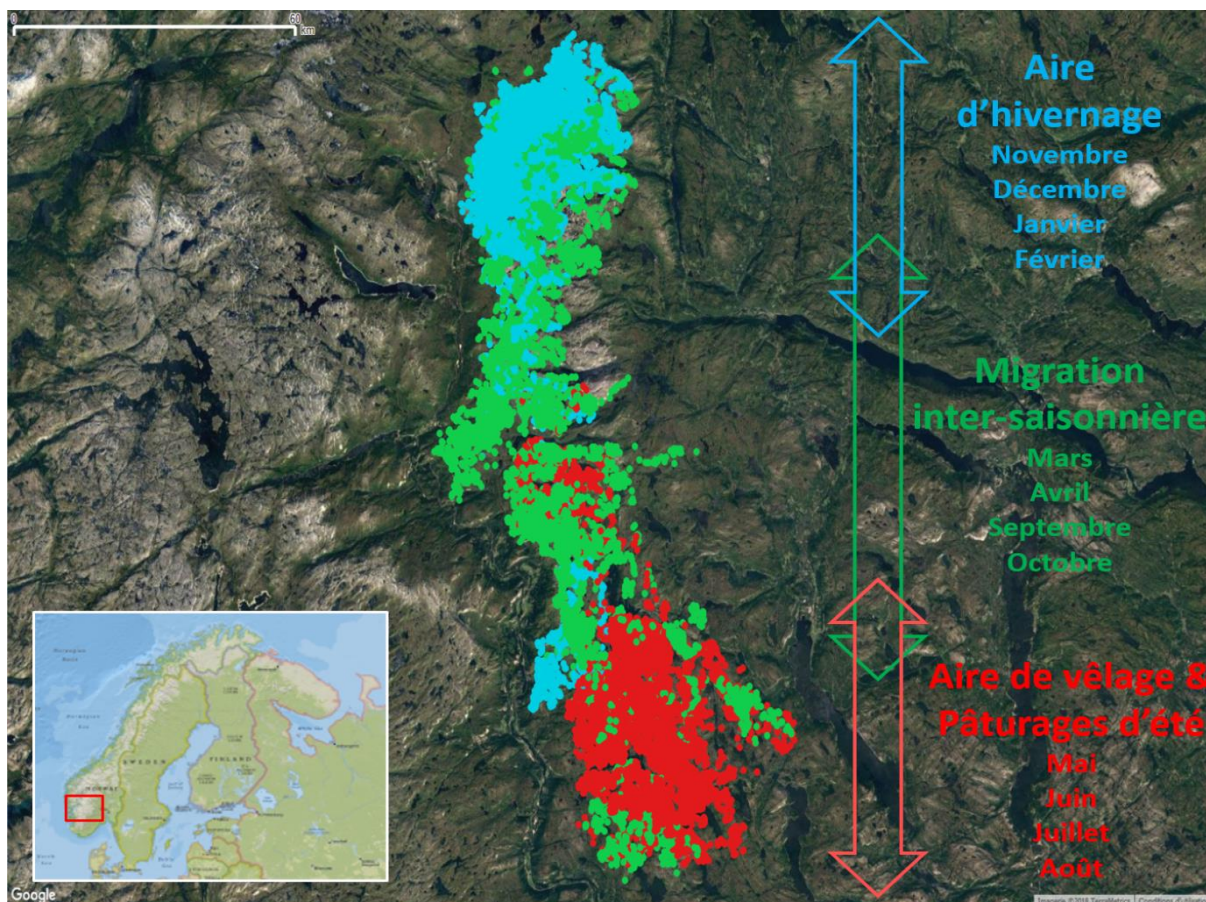 0 60
km
Aire
d'hivernage
Novembre
Décembre
Janvier
Février
Migration
inter-saisonnière
Mars
Avril
Septembre
Octobre
Aire de vêlage &
Pâturages d'été
Mai
Juin
Juillet
Août
Norwegian
SWEDEN
FINLAND
NORWAY
Google